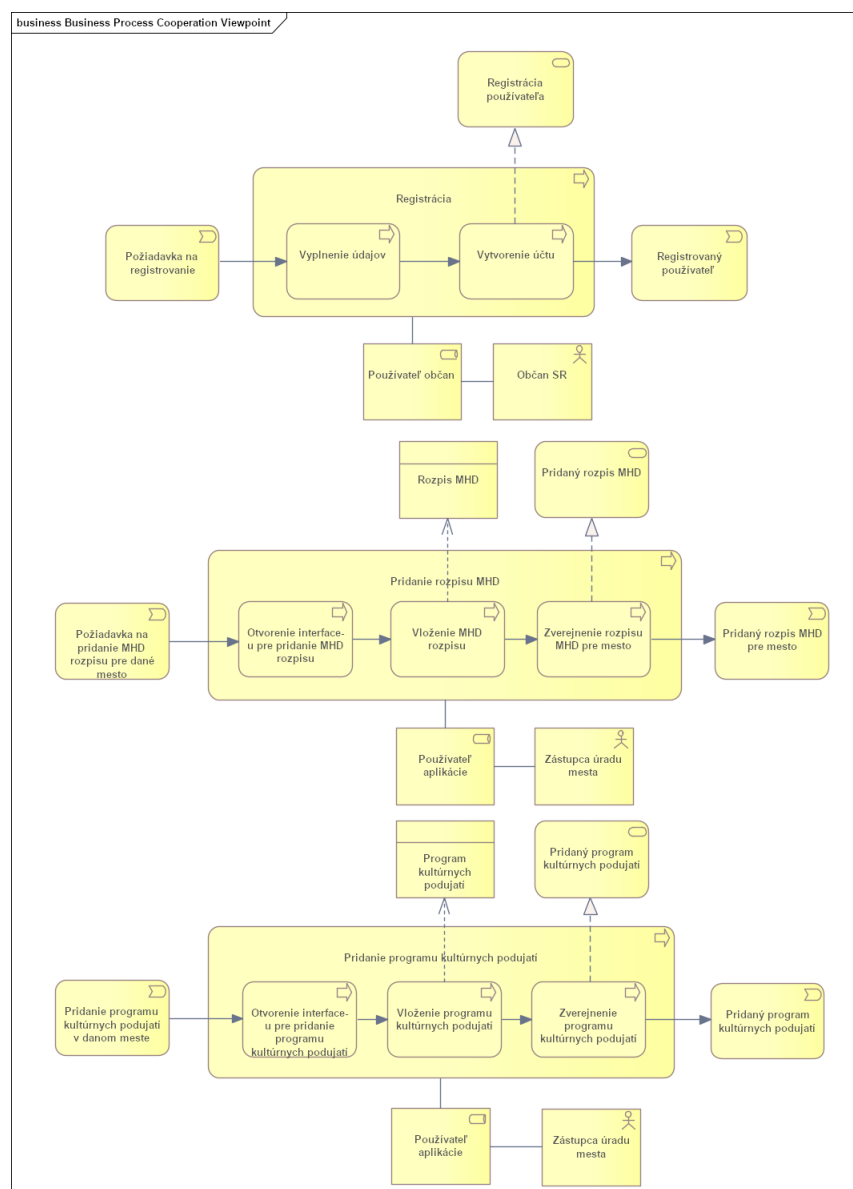 business Business Process Cooperation Viewpoint
Registrácia
používateľa
Registrácia
Požiadavka na
registrovanie
Vyplnenie údajov
Vytvorenie účtu
Registrovaný
používateľ
Používateľ občan
Občan SR
Rozpis MHD
Pridaný rozpis MHD
Pridanie rozpisu MHD
Požiadavka na
pridanie MHD
rozpisu pre dané
mesto
Otvorenie interface-
u pre pridanie MHD
rozpisu
Vloženie MHD
rozpisu
Zverejnenie rozpisu
MHD pre mesto
Pridaný rozpis MHD
pre mesto
Používateľ
aplikácie
Zástupca úradu
mesta
Program
kultúrnych
podujatí
Pridaný program
kultúrnych podujatí
Pridanie programu kultúrnych podujatí
Pridanie programu
kultúrnych podujatí
v danom meste
Otvorenie interface-
u pre pridanie
programu
kultúrnych podujatí
Vloženie programu
kultúrnych podujatí
Zverejnenie
programu
kultúrnych podujatí
Pridaný program
kultúrnych podujatí
Používateľ
aplikácie
Zástupca úradu
mesta